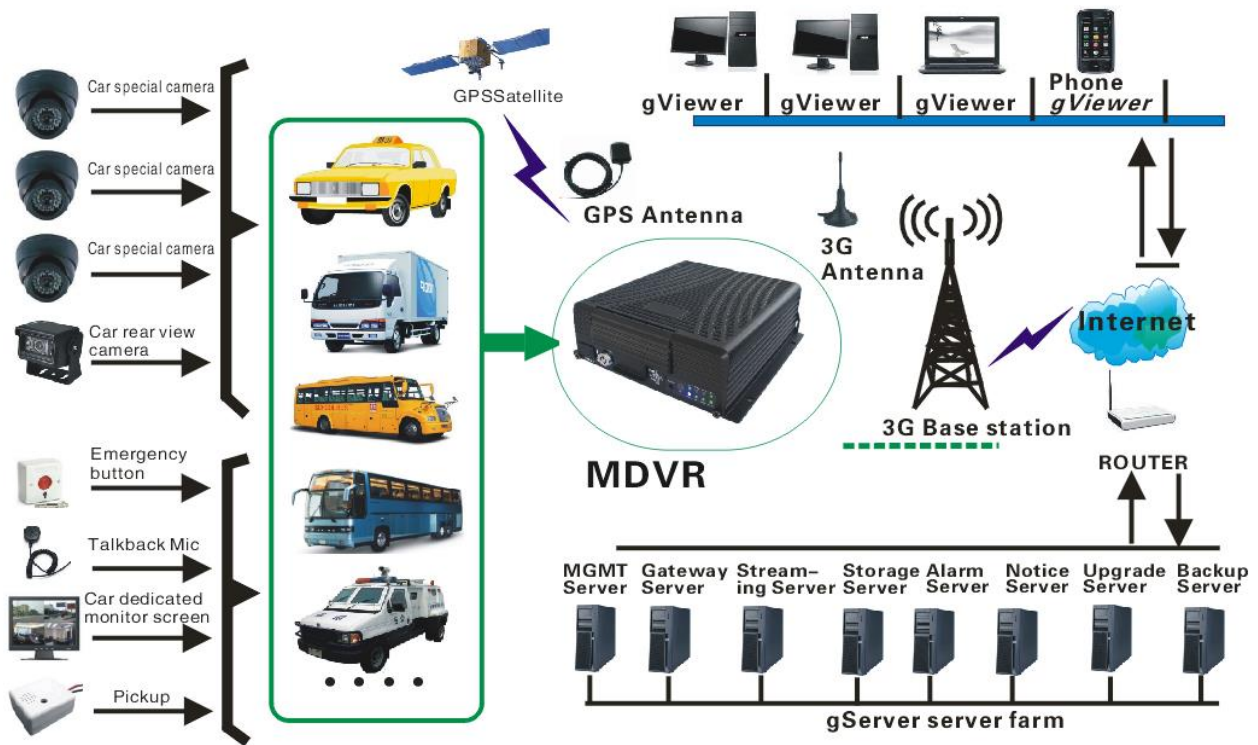 Car special camera
Car special camera
Car special camera
Car rear view
camera
Emergency
button
Talkback Mic
Car dedicated
monitor screen
Pickup
GPSSatellite
GPS Antenna
MDVR
gViewer
gViewer
gViewer
Phone
gViewer
3G
Antenna
3G Base station
Internet
ROUTER
MGMT
Server
Gateway
Server
Stream–
ing Server
Storage
Server
Alarm
Server
Notice
Server
Upgrade
Server
Backup
Server
gServer server farm